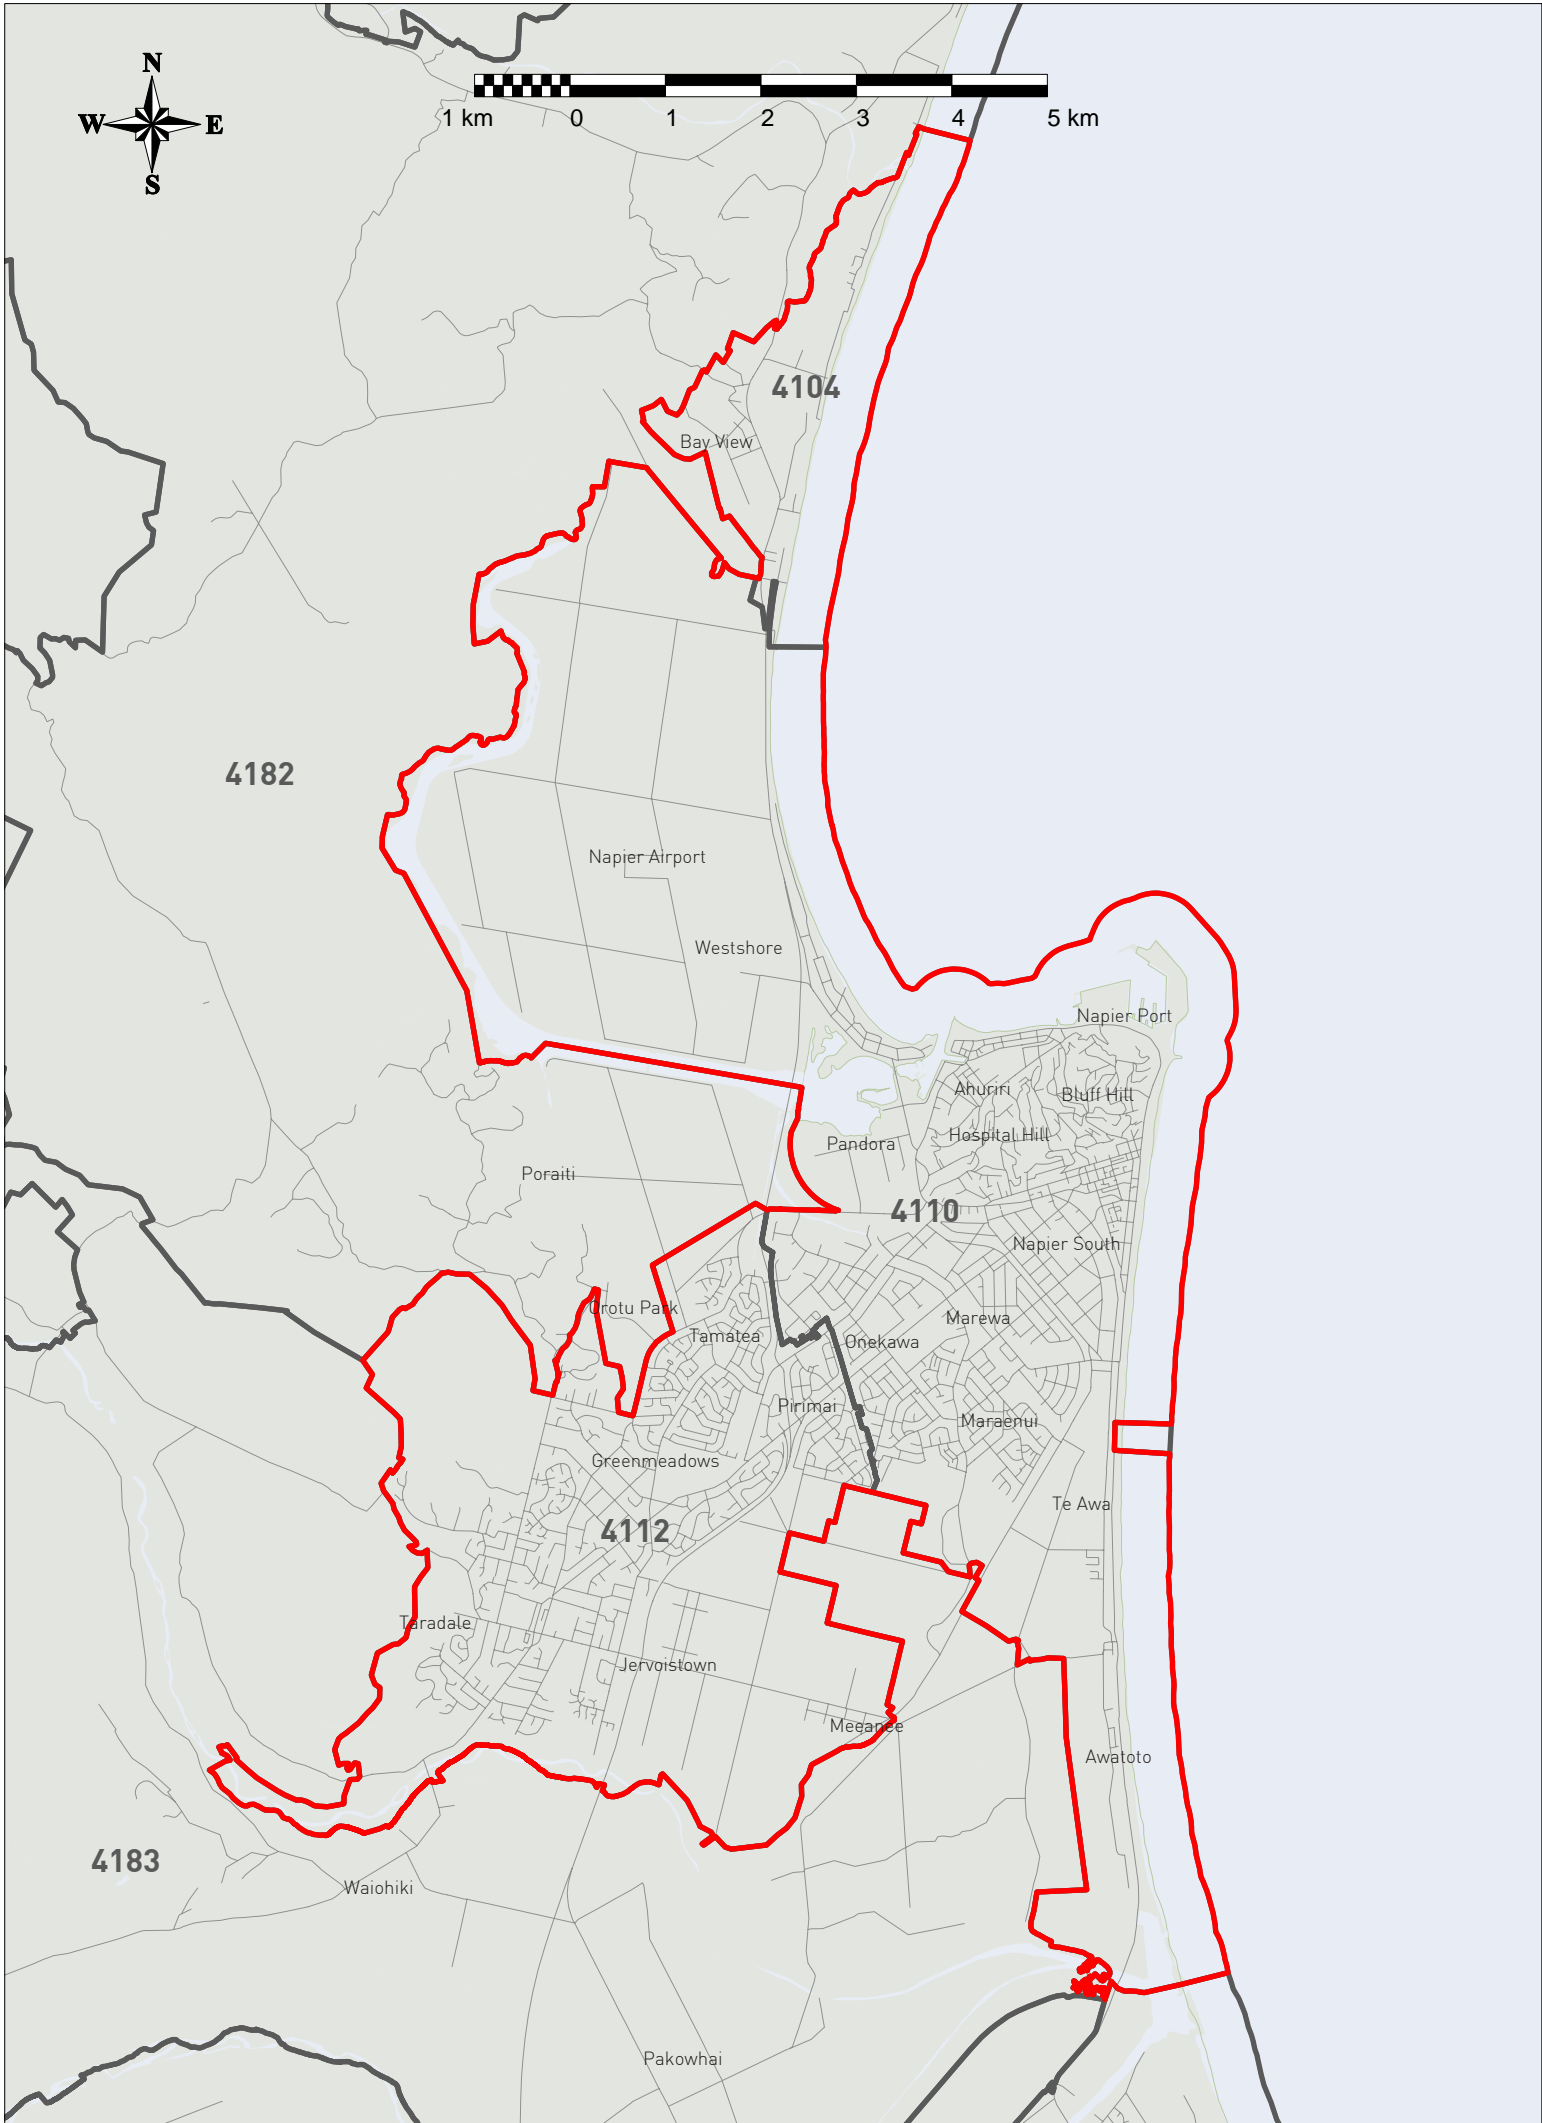 N
W E
S
1 km 0 1 2 3 4 5 km
4104
Bay View
4182
Napier Airport
Westshore
Napier Port
Ahuriri
Bluff Hill
Hospital Hill
Pandora
Poraiti
4110
Napier South
Orotu Park
Marewa
Tamatea
Onekawa
Pirimai
Maraenui
Greenmeadows
Te Awa
4112
Taradale
Jervoistown
Meeanee
Awatoto
4183
Waiohiki
Pakowhai